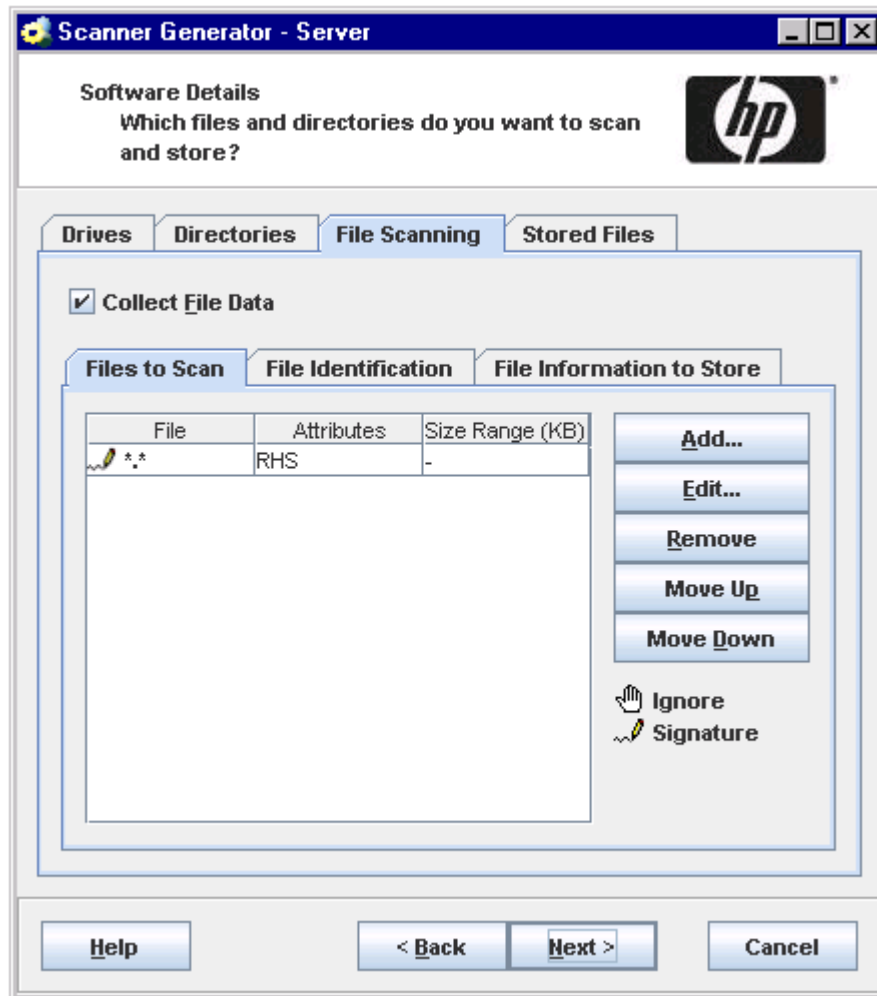 Scanner Generator - Server
Software Details
Which files and directories do you want to scan
and store?
hp
Drives Directories File Scanning Stored Files
Collect File Data
Files to Scan File Identification File Information to Store
File Attributes Size Range (KB)
*.* RHS -
Add...
Edit...
Remove
Move Up
Move Down
Ignore
Signature
Help < Back Next > Cancel